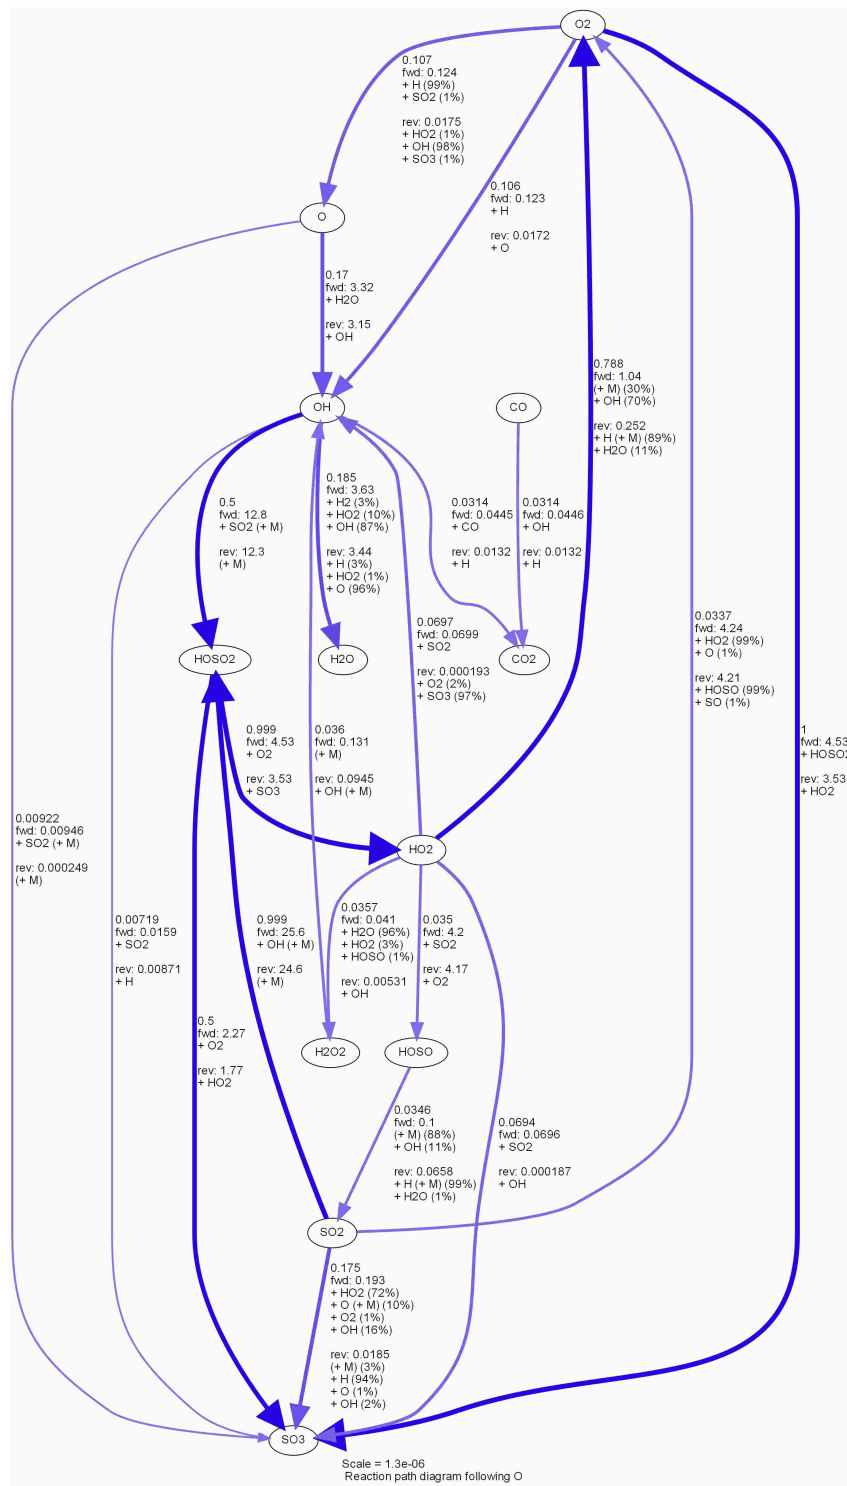 O2
0.107
fwd: 0.124
+ H (99%)
+ SO2 (1%)
rev: 0.0175
+ HO2 (1%)
+ OH (98%)
+ SO3 (1%)
0.106
fwd: 0.123
+ H
rev: 0.0172
+ O
O
0.17
fwd: 3.32
+ H2O
rev: 3.15
+ OH
0.788
fwd: 1.04
(+ M) (30%)
+ OH (70%)
rev: 0.252
+ H (+ M) (89%)
+ H2O (11%)
OH
CO
0.5
fwd: 12.8
+ SO2 (+ M)
rev: 12.3
(+ M)
0.185
fwd: 3.63
+ H2 (3%)
+ HO2 (10%)
+ OH (87%)
rev: 3.44
+ H (3%)
+ HO2 (1%)
+ O (96%)
0.0314
fwd: 0.0445
+ CO
rev: 0.0132
+ H
0.0314
fwd: 0.0446
+ OH
rev: 0.0132
+ H
0.0697
fwd: 0.0699
+ SO2
rev: 0.000193
+ O2 (2%)
+ SO3 (97%)
0.0337
fwd: 4.24
+ HO2 (99%)
+ O (1%)
rev: 4.21
+ HOSO (99%)
+ SO (1%)
HOSO2
H2O
CO2
0.999
fwd: 4.53
+ O2
rev: 3.53
+ SO3
0.036
fwd: 0.131
(+ M)
rev: 0.0945
+ OH (+ M)
1
fwd: 4.53
+ HOSO2
rev: 3.53
+ HO2
0.00922
fwd: 0.00946
+ SO2 (+ M)
rev: 0.000249
(+ M)
HO2
0.00719
fwd: 0.0159
+ SO2
rev: 0.00871
+ H
0.999
fwd: 25.6
+ OH (+ M)
rev: 24.6
(+ M)
0.0357
fwd: 0.041
+ H2O (96%)
+ HO2 (3%)
+ HOSO (1%)
rev: 0.00531
+ OH
0.035
fwd: 4.2
+ SO2
rev: 4.17
+ O2
0.5
fwd: 2.27
+ O2
rev: 1.77
+ HO2
H2O2
HOSO
0.0346
fwd: 0.1
(+ M) (88%)
+ OH (11%)
rev: 0.0658
+ H (+ M) (99%)
+ H2O (1%)
0.0694
fwd: 0.0696
+ SO2
rev: 0.000187
+ OH
SO2
0.175
fwd: 0.193
+ HO2 (72%)
+ O (+ M) (10%)
+ O2 (1%)
+ OH (16%)
rev: 0.0185
(+ M) (3%)
+ H (94%)
+ O (1%)
+ OH (2%)
SO3
Scale = 1.3e-06
Reaction path diagram following O